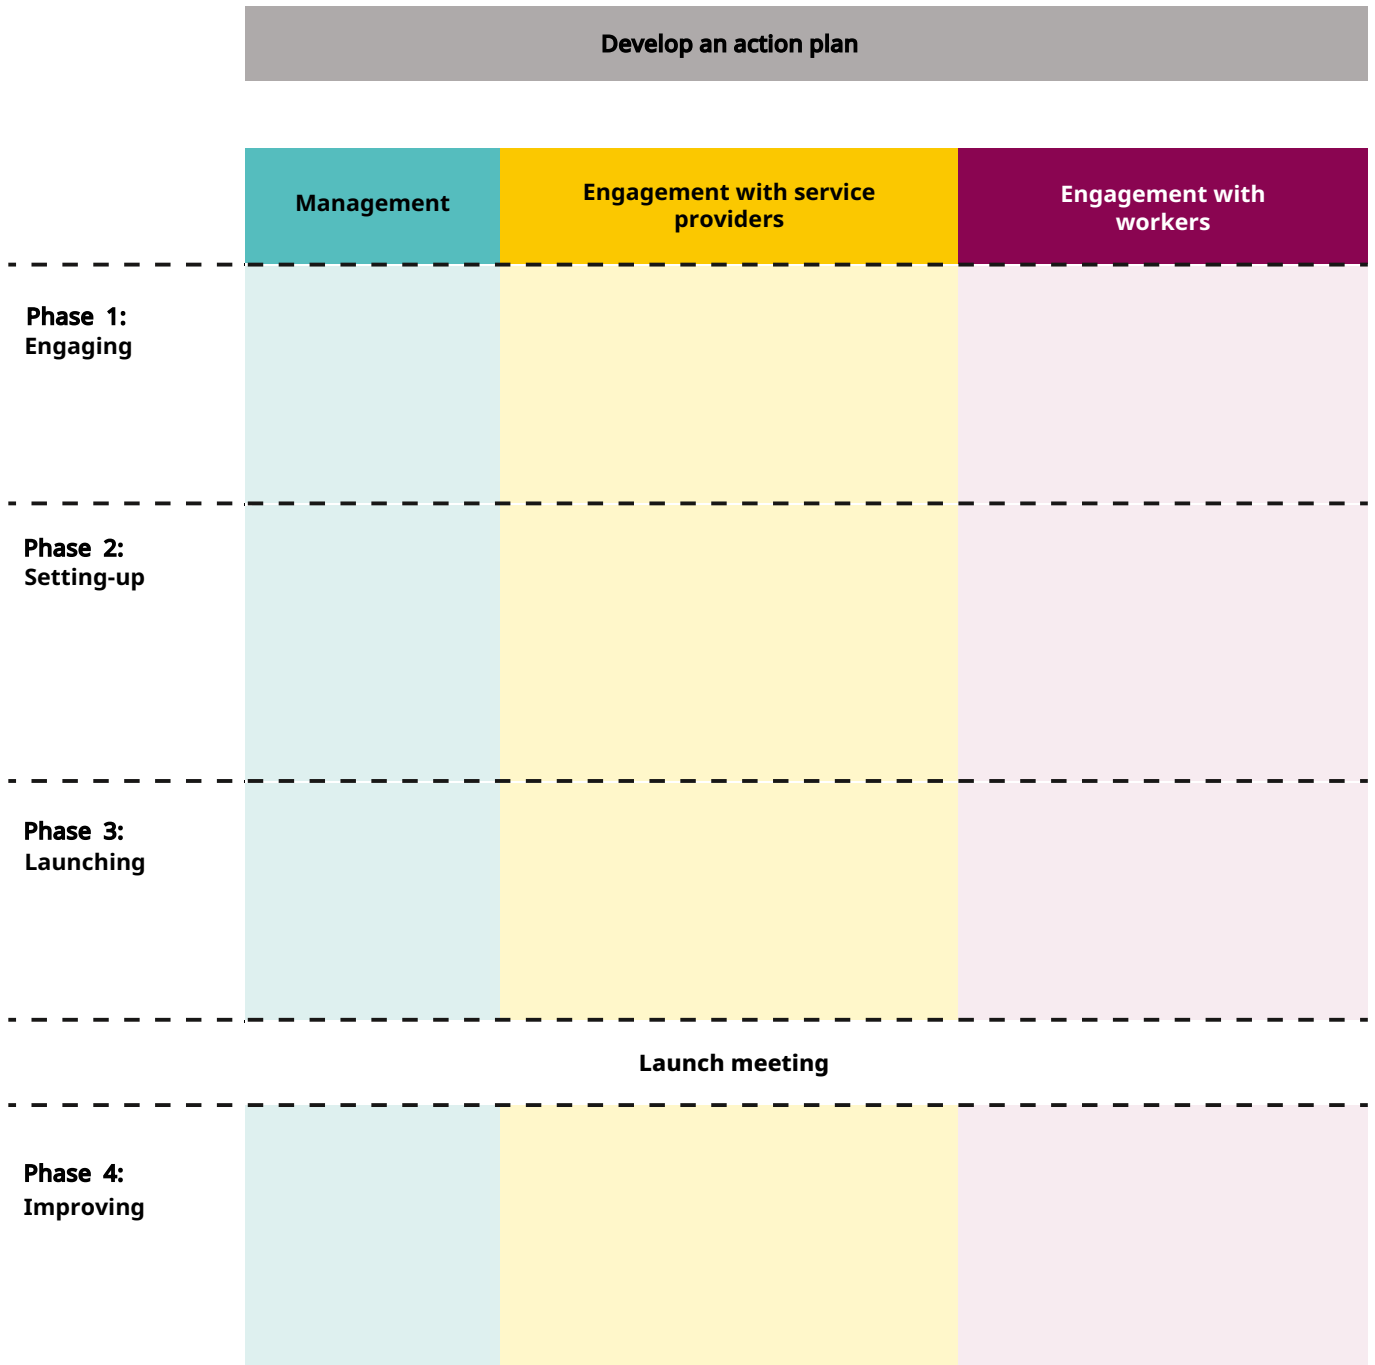 Develop an action plan
Management
Engagement with service
providers
Engagement with
workers
Phase 1:
Engaging
Phase 2:
Setting-up
Phase 3:
Launching
Launch meeting
Phase 4:
Improving